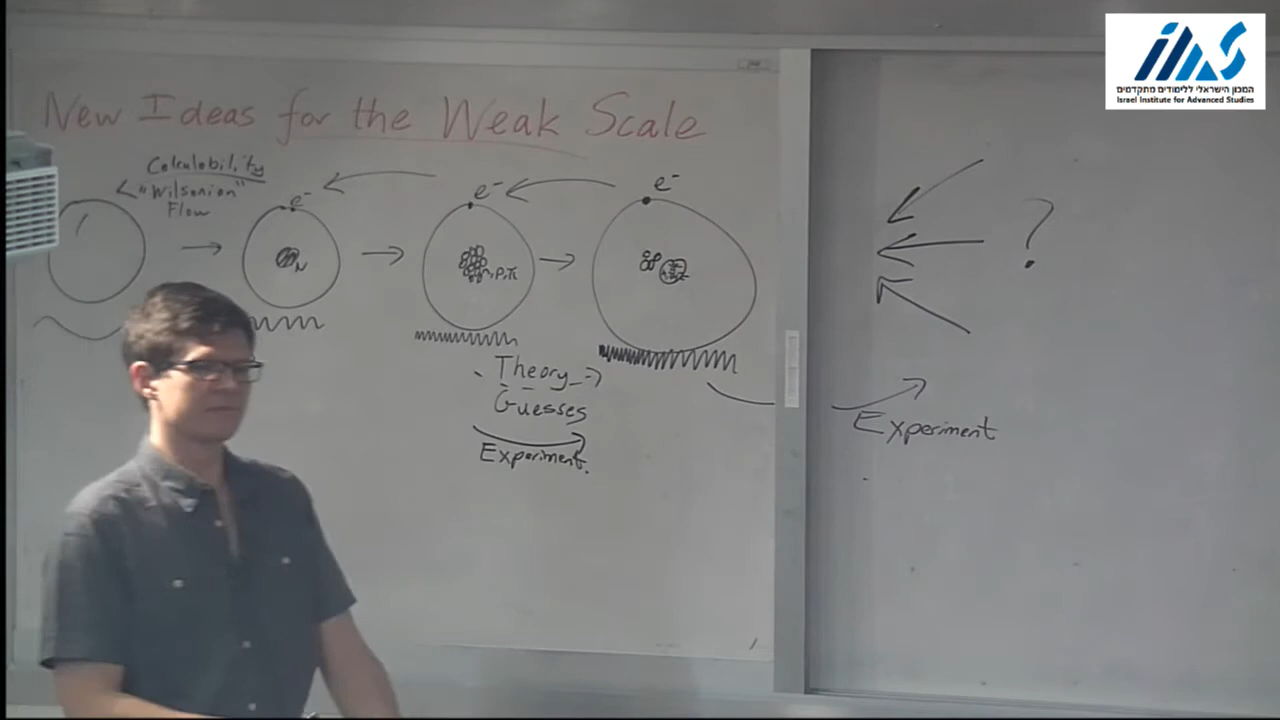 המכון הישראלי ללימודים מתקדמים
Israel Institute for Advanced Studies
New Ideas for the Weak Scale
Calculability
"Wilsonian"
Flow
e⁻
e⁻
e⁻
N
n,p,π
?
Theory
Guesses
Experiment.
Experiment